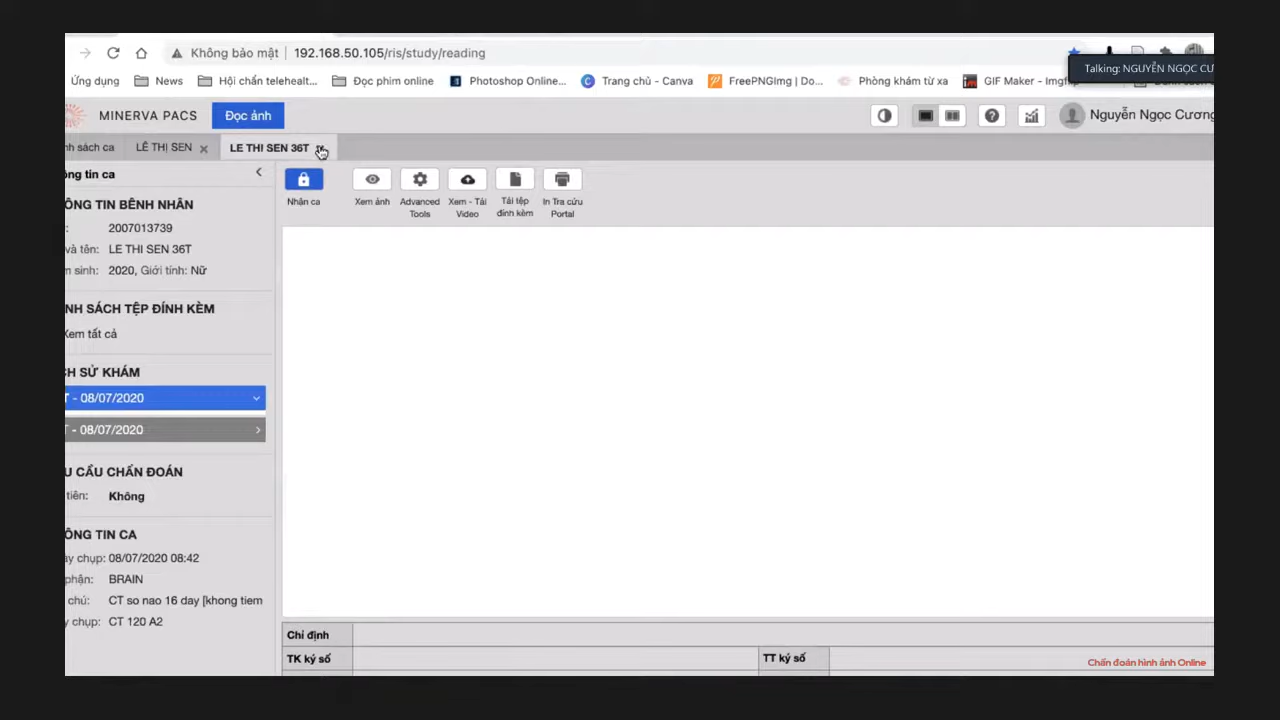 Không bảo mật | 192.168.50.105/ris/study/reading
Talking: NGUYỄN NGỌC CƯ
Ứng dụng News Hội chẩn telehealt... Đọc phim online Photoshop Online... Trang chủ - Canva FreePNGImg | Do... Phòng khám từ xa GIF Maker - Imgfl
MINERVA PACS Đọc ảnh Nguyễn Ngọc Cương
nh sách ca LÊ THỊ SEN LE THI SEN 36T
ông tin ca
ÔNG TIN BỆNH NHÂN
: 2007013739
và tên: LE THI SEN 36T
m sinh: 2020, Giới tính: Nữ
NH SÁCH TỆP ĐÍNH KÈM
Xem tất cả
CH SỬ KHÁM
T - 08/07/2020
T - 08/07/2020
U CẦU CHẨN ĐOÁN
tiên: Không
ÔNG TIN CA
ày chụp: 08/07/2020 08:42
phận: BRAIN
chú: CT so nao 16 day [khong tiem
y chụp: CT 120 A2
Nhận ca
Xem ảnh
Advanced
Tools
Xem - Tải
Video
Tải tệp
đính kèm
In Tra cứu
Portal
Chỉ định
TK ký số TT ký số
Chẩn đoán hình ảnh Online